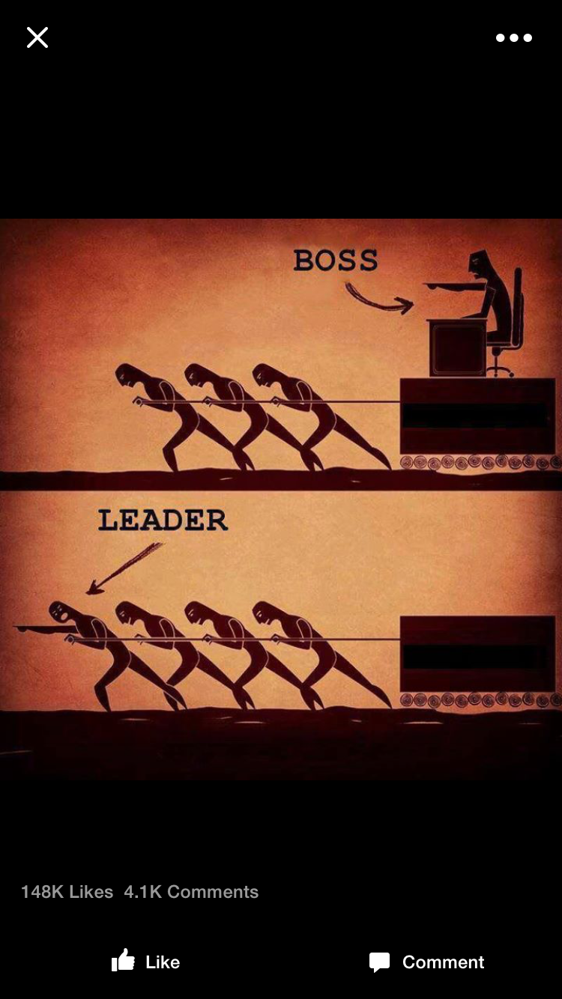 BOSS
LEADER
148K Likes 4.1K Comments
Like Comment